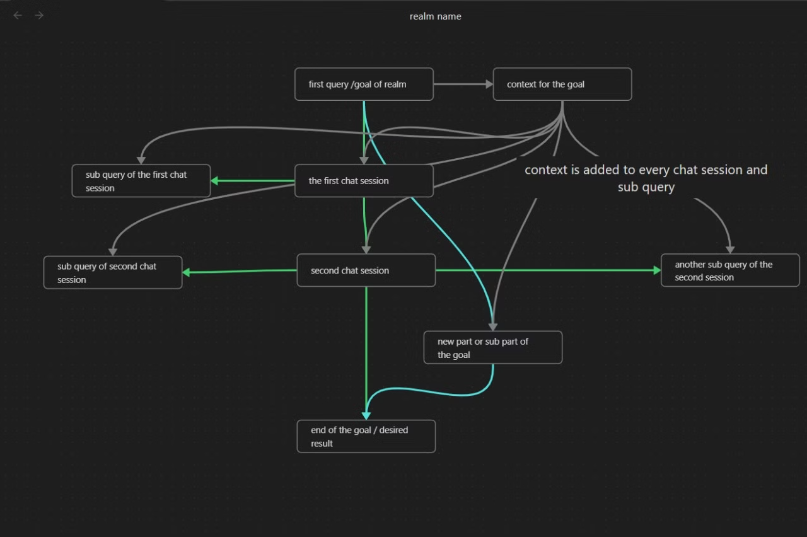 realm name
first query /goal of realm
context for the goal
sub query of the first chat
session
the first chat session
context is added to every chat session and
sub query
sub query of second chat
session
second chat session
another sub query of the
second session
new part or sub part of
the goal
end of the goal / desired
result